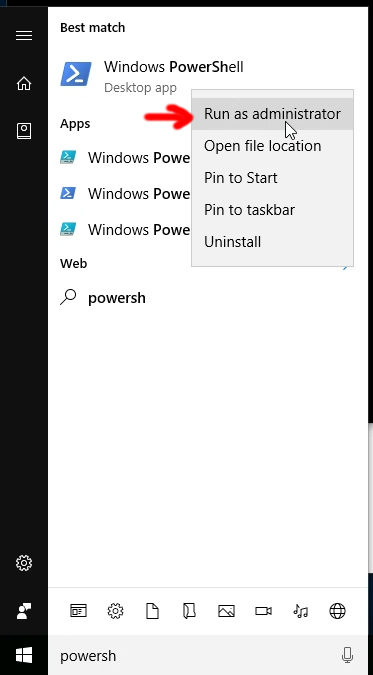 Best match
Windows PowerShell
Desktop app
Run as administrator
Open file location
Pin to Start
Pin to taskbar
Uninstall
Apps
Windows Powe
Windows Powe
Windows Powe
Web
powersh
powersh